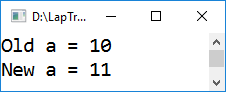 D:\LapTr...
Old a = 10
New a = 11